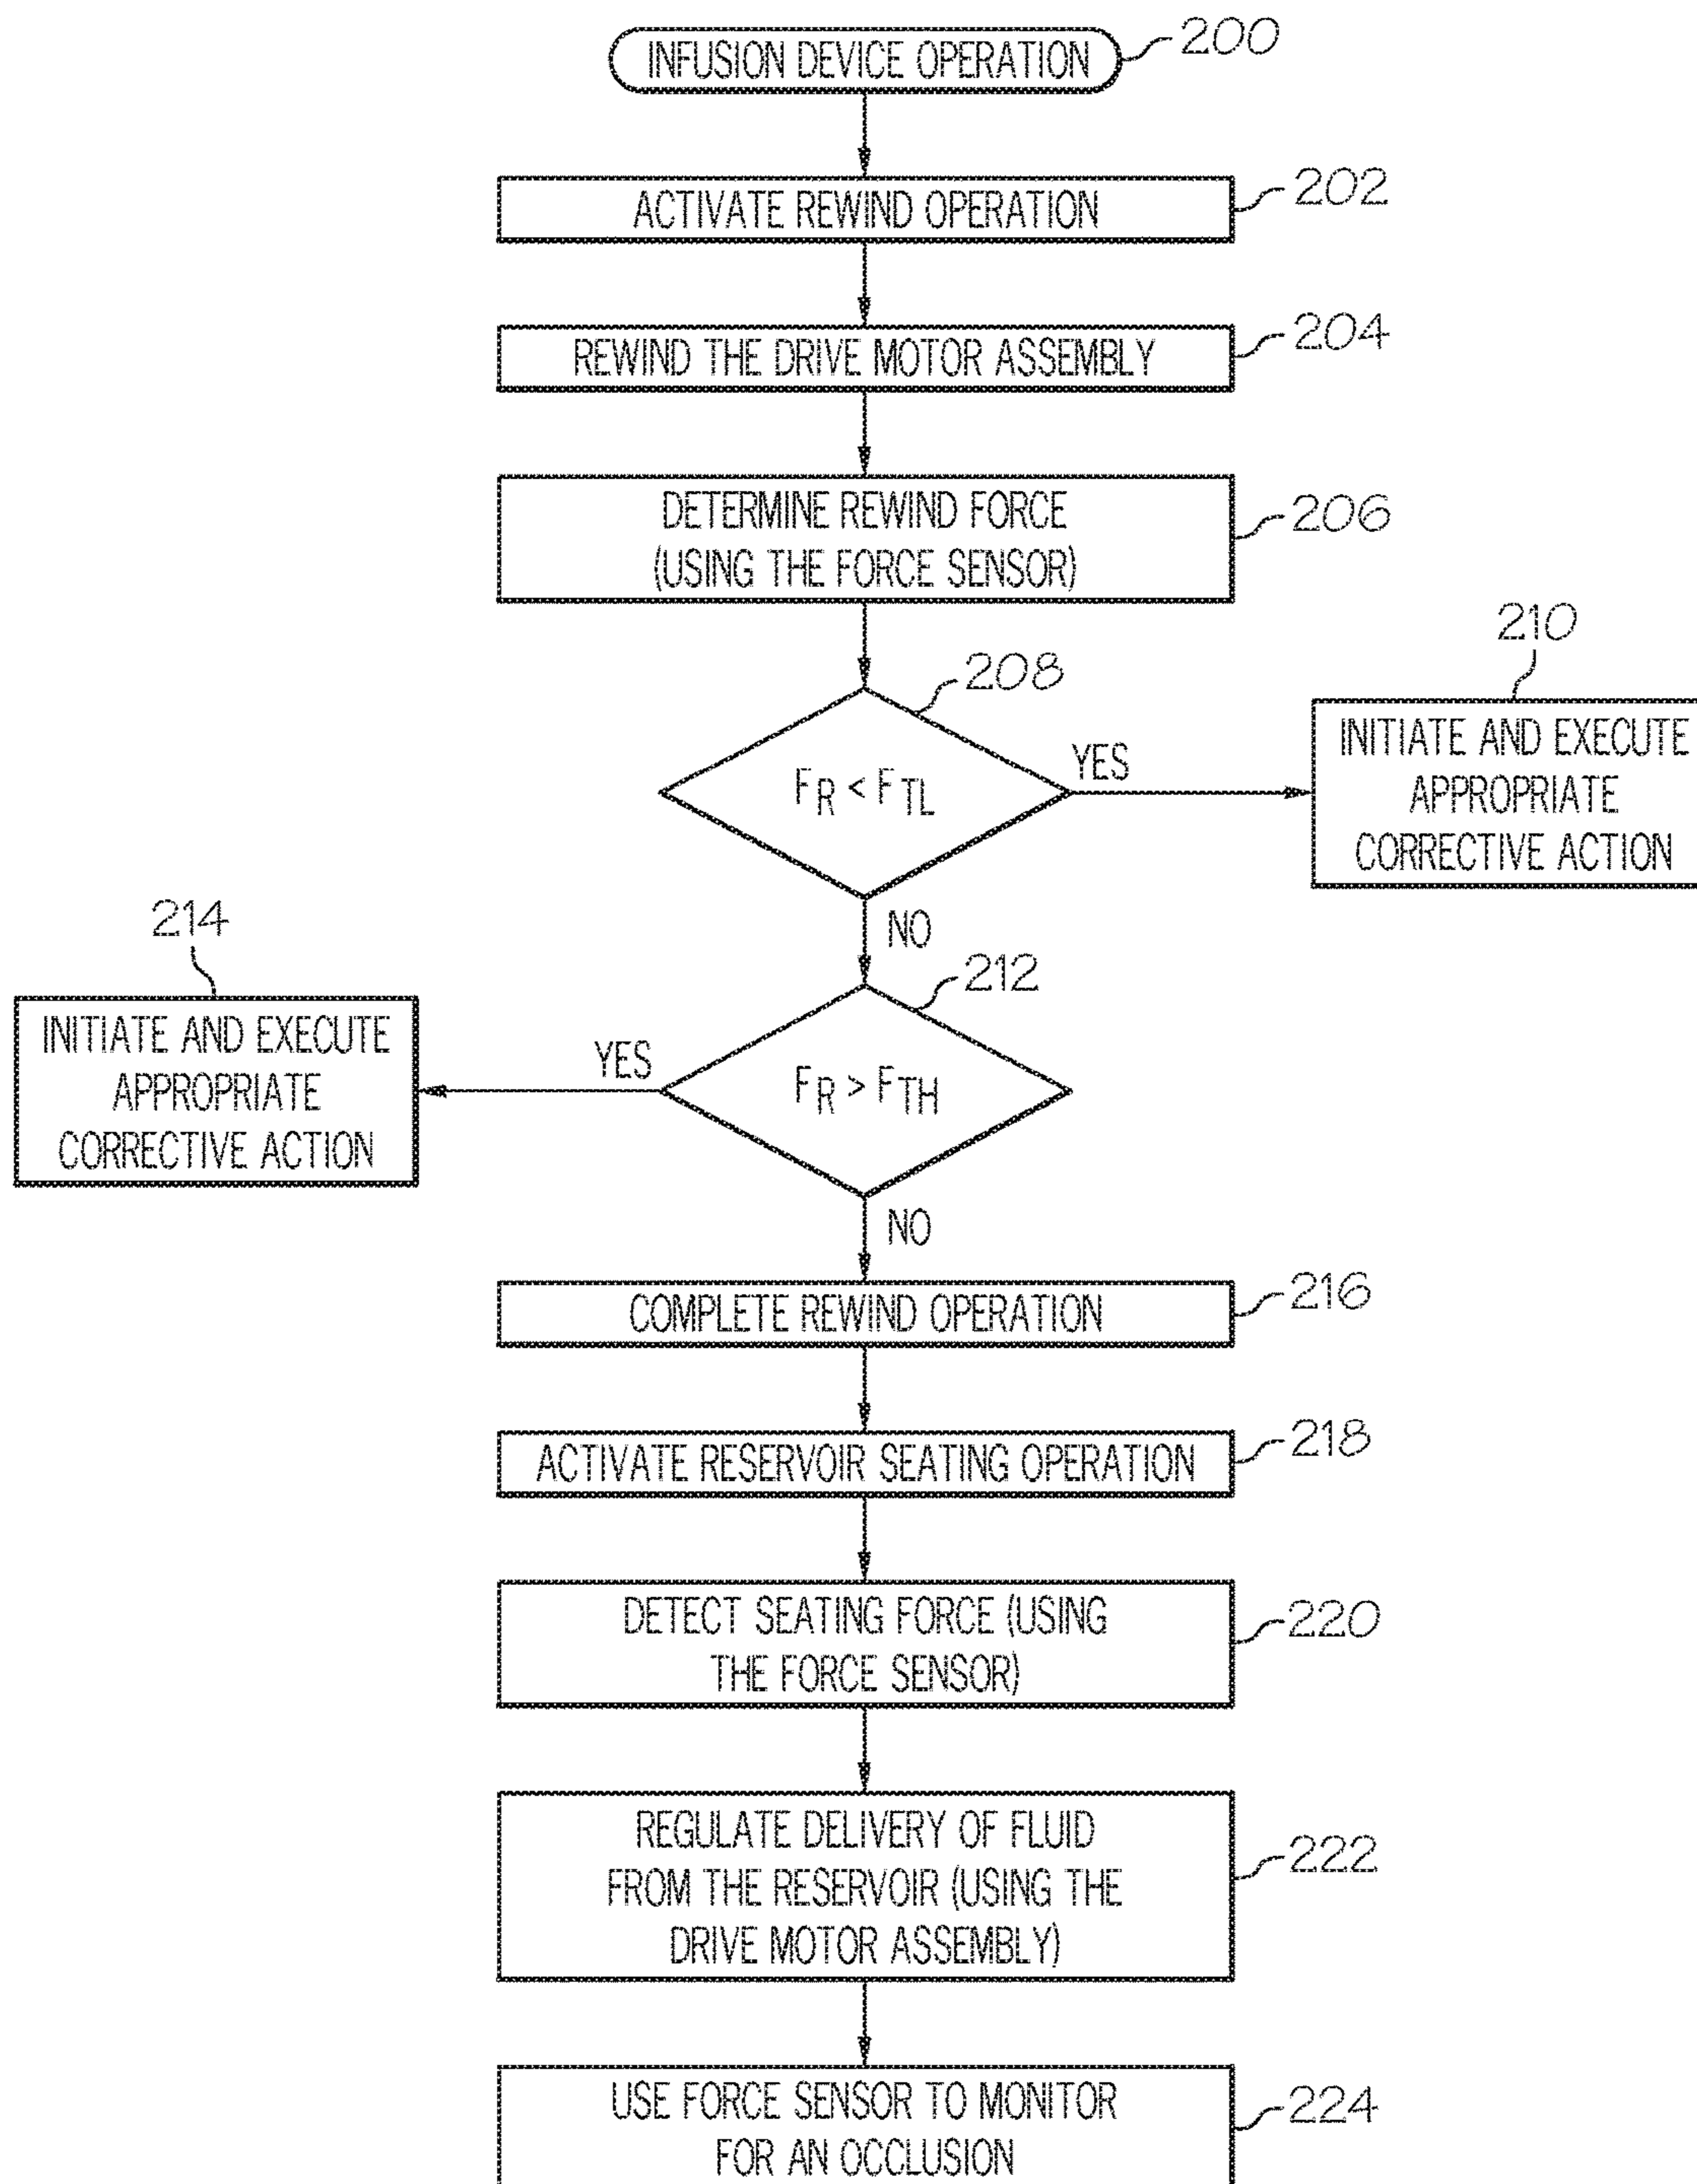 INFUSION DEVICE OPERATION
200
ACTIVATE REWIND OPERATION
202
REWIND THE DRIVE MOTOR ASSEMBLY
204
DETERMINE REWIND FORCE
(USING THE FORCE SENSOR)
206
208
FR < FTL
YES
210
INITIATE AND EXECUTE
APPROPRIATE
CORRECTIVE ACTION
NO
212
FR > FTH
YES
214
INITIATE AND EXECUTE
APPROPRIATE
CORRECTIVE ACTION
NO
COMPLETE REWIND OPERATION
216
ACTIVATE RESERVOIR SEATING OPERATION
218
DETECT SEATING FORCE (USING
THE FORCE SENSOR)
220
REGULATE DELIVERY OF FLUID
FROM THE RESERVOIR (USING THE
DRIVE MOTOR ASSEMBLY)
222
USE FORCE SENSOR TO MONITOR
FOR AN OCCLUSION
224